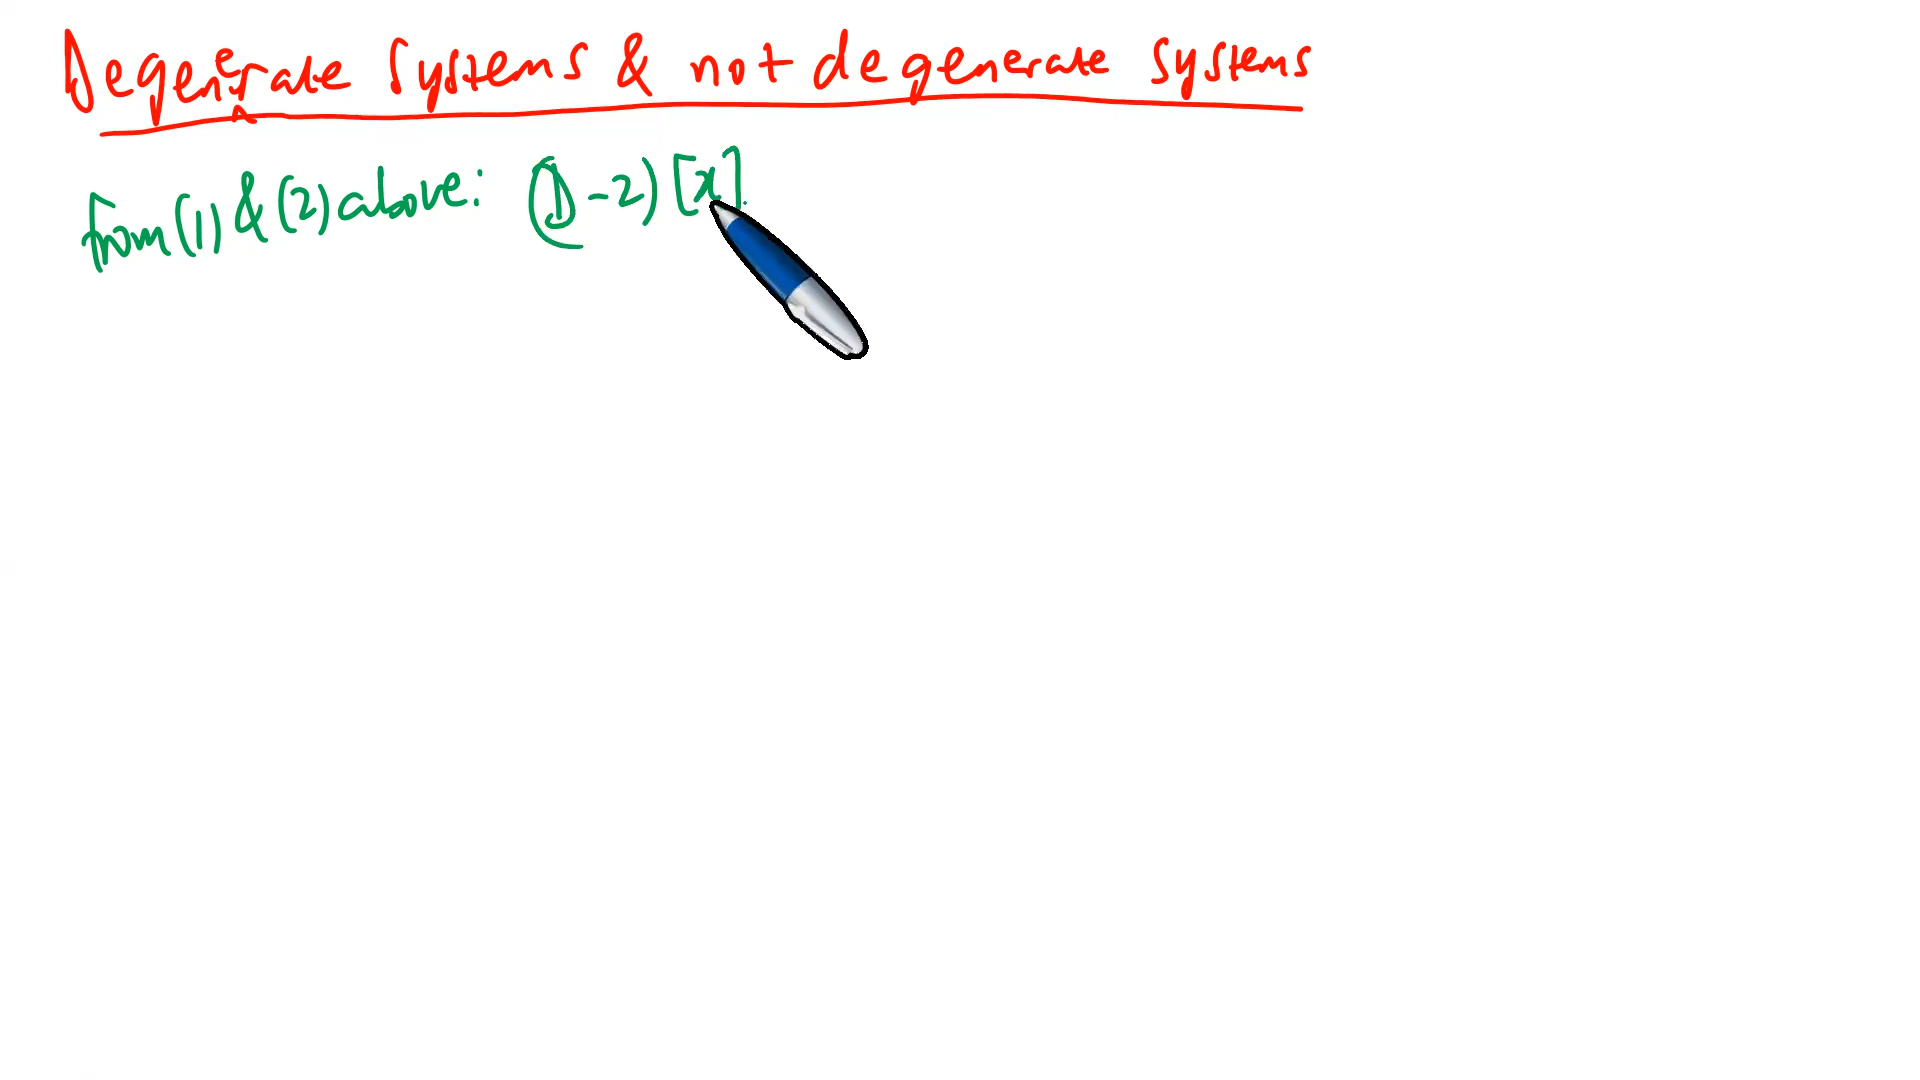 Degenerate Systems & not degenerate systems
from (1) & (2) above: (D-2)[x]